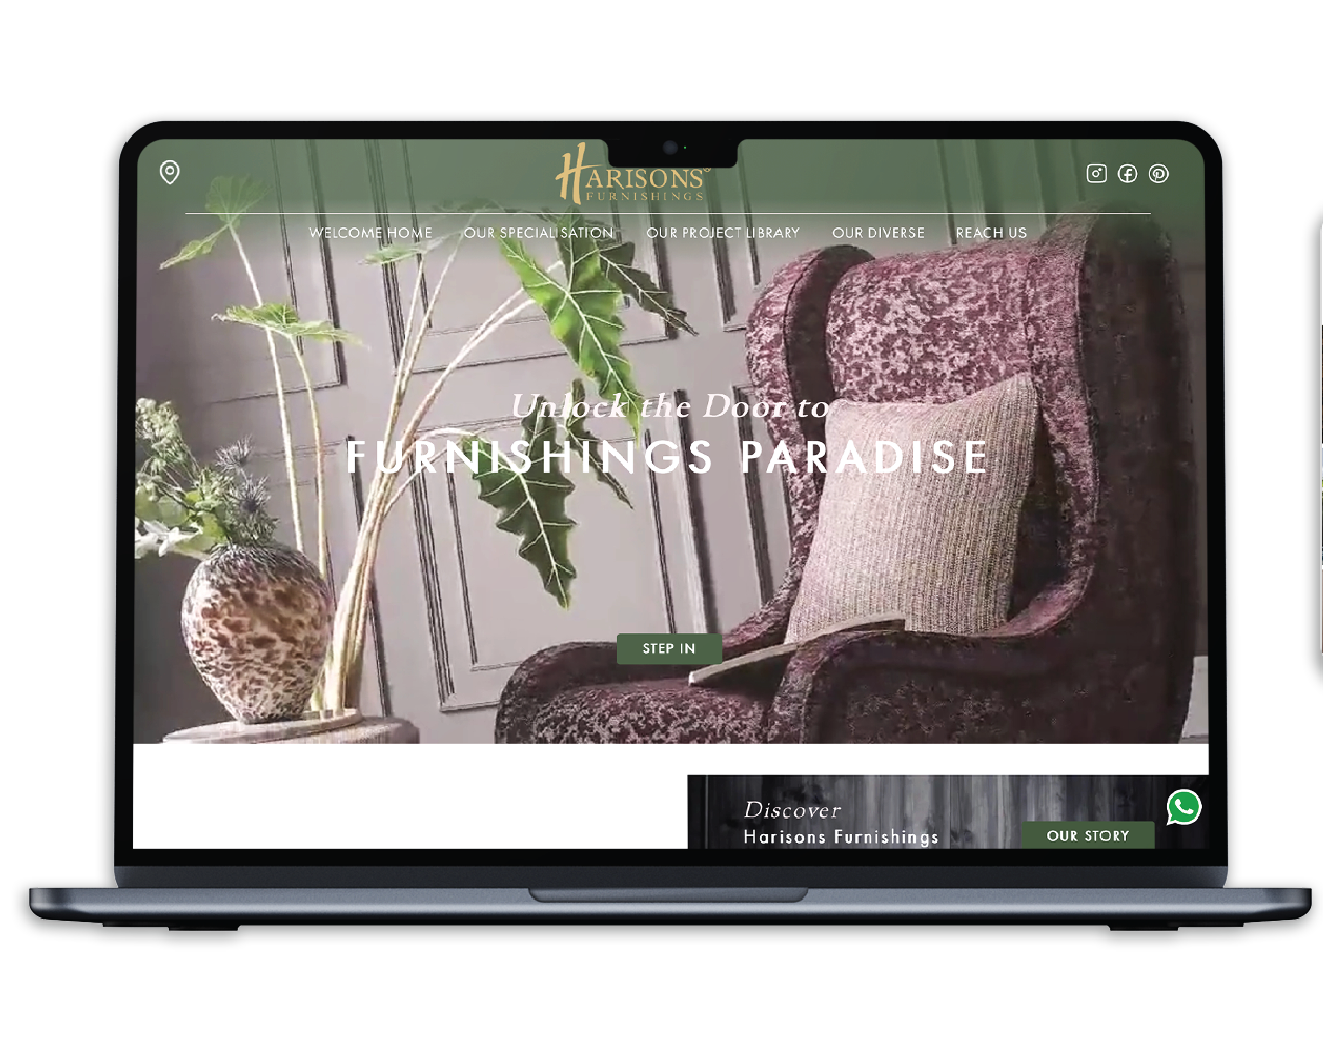 HARISONS
FURNISHINGS
WELCOME HOME OUR SPECIALISATION OUR PROJECT LIBRARY OUR DIVERSE REACH US
Unlock the Door to
FURNISHINGS PARADISE
STEP IN
Discover
Harisons Furnishings
OUR STORY